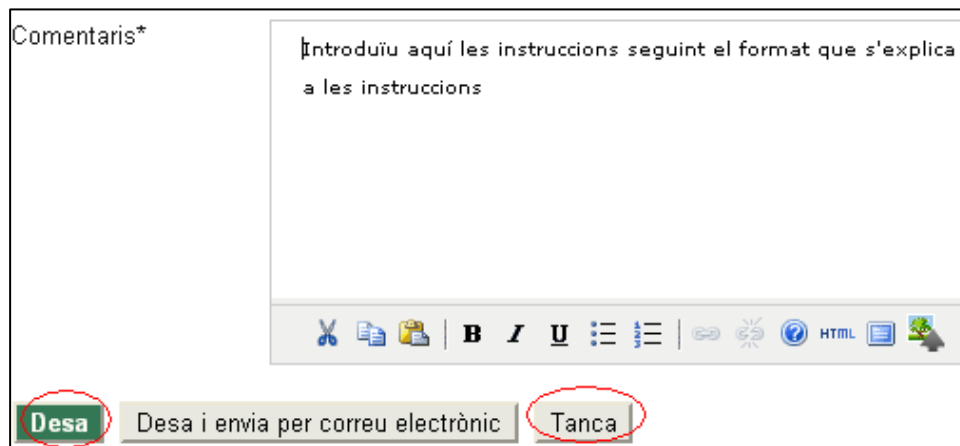 Comentaris*
Introduïu aquí les instruccions seguint el format que s'explica
a les instruccions
B I U HTML
Desa Desa i envia per correu electrònic Tanca